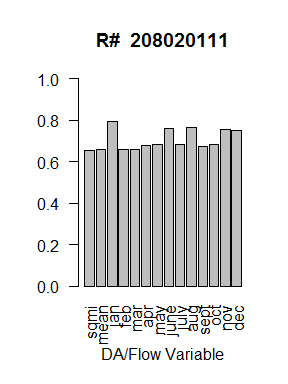 R#  208020111
1.0
0.8
0.6
0.4
0.2
0.0
sqmi
mean
jan
feb
mar
apr
may
june
july
aug
sept
oct
nov
dec
DA/Flow Variable